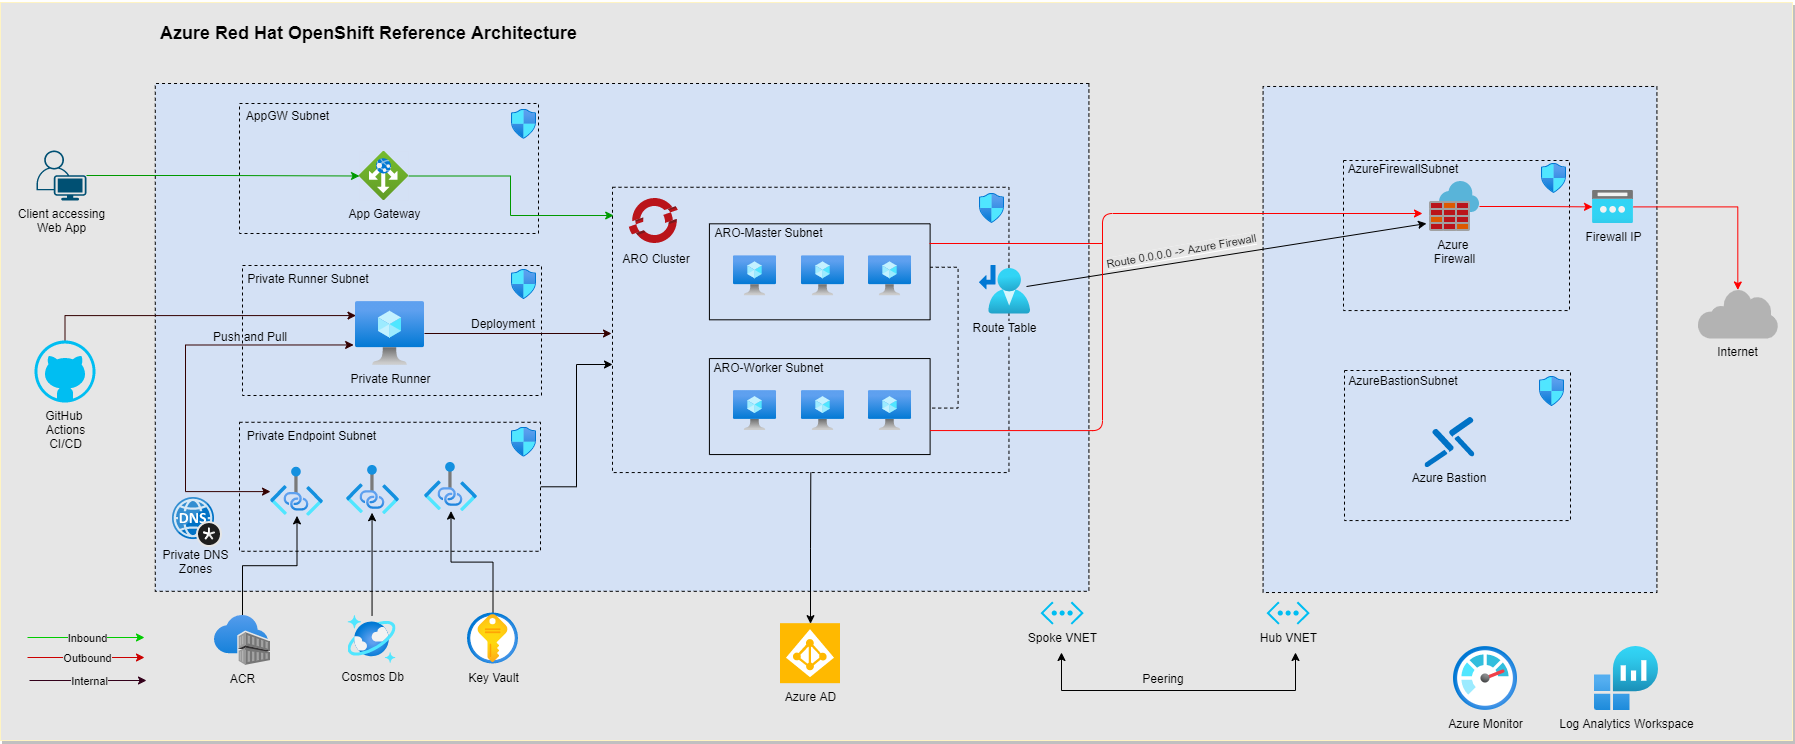 Azure Red Hat OpenShift Reference Architecture
AppGW Subnet
App Gateway
Client accessing
Web App
Private Runner Subnet
Push and Pull
Deployment
Private Runner
GitHub
Actions
CI/CD
Private Endpoint Subnet
DNS
*
Private DNS
Zones
ARO Cluster
ARO-Master Subnet
ARO-Worker Subnet
Route Table
Route 0.0.0.0 -> Azure Firewall
AzureFirewallSubnet
Azure
Firewall
Firewall IP
Internet
AzureBastionSubnet
Azure Bastion
Inbound
Outbound
Internal
ACR
Cosmos Db
Key Vault
Azure AD
Spoke VNET
Hub VNET
Peering
Azure Monitor
Log Analytics Workspace